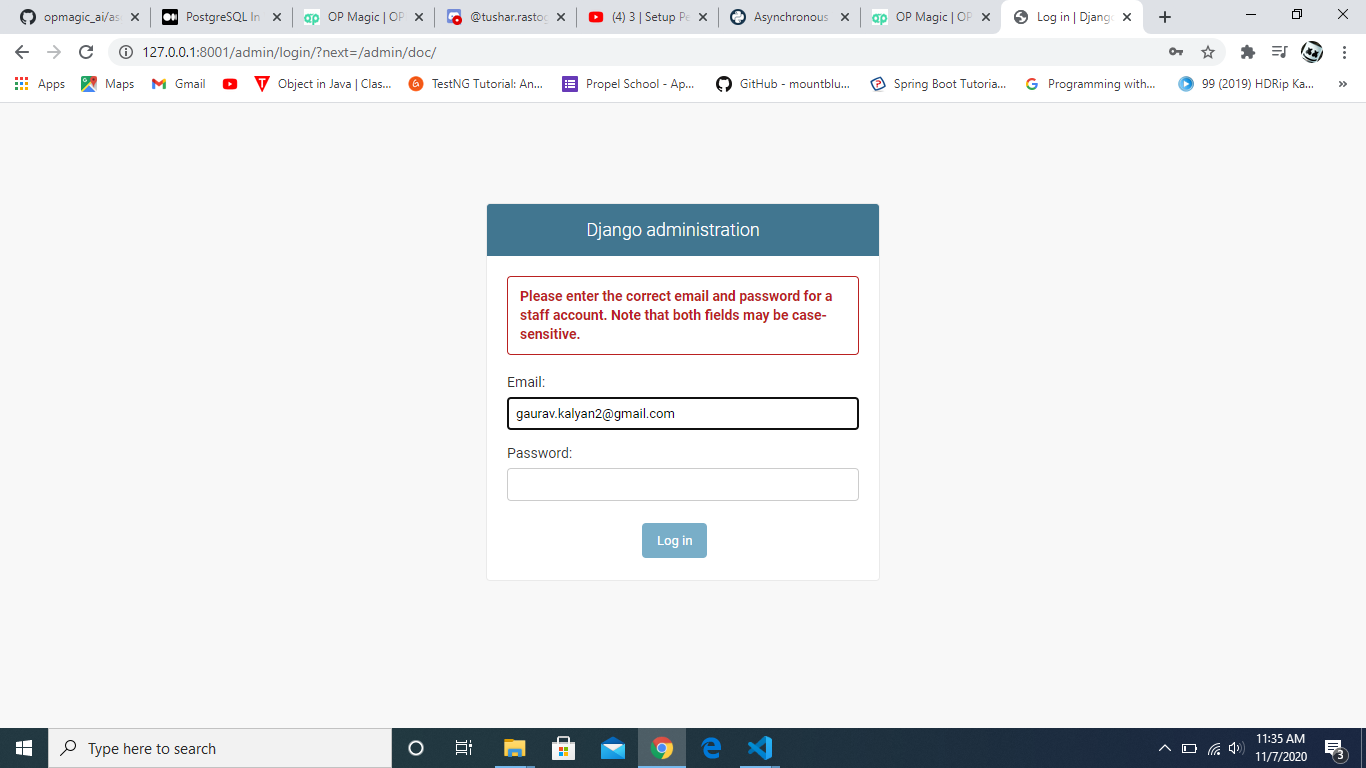 opmagic_ai/as
PostgreSQL In
OP Magic | OP
@tushar.rasto
(4) 3 | Setup Pe
Asynchronous
OP Magic | OP
Log in | Djang
127.0.0.1:8001/admin/login/?next=/admin/doc/
Apps
Maps
Gmail
Object in Java | Clas...
TestNG Tutorial: An...
Propel School - Ap...
GitHub - mountblu...
Spring Boot Tutoria...
Programming with...
99 (2019) HDRip Ka...
»
Django administration
Please enter the correct email and password for a
staff account. Note that both fields may be case-
sensitive.
Email:
gaurav.kalyan2@gmail.com
Password:
Log in
Type here to search
11:35 AM
11/7/2020
3